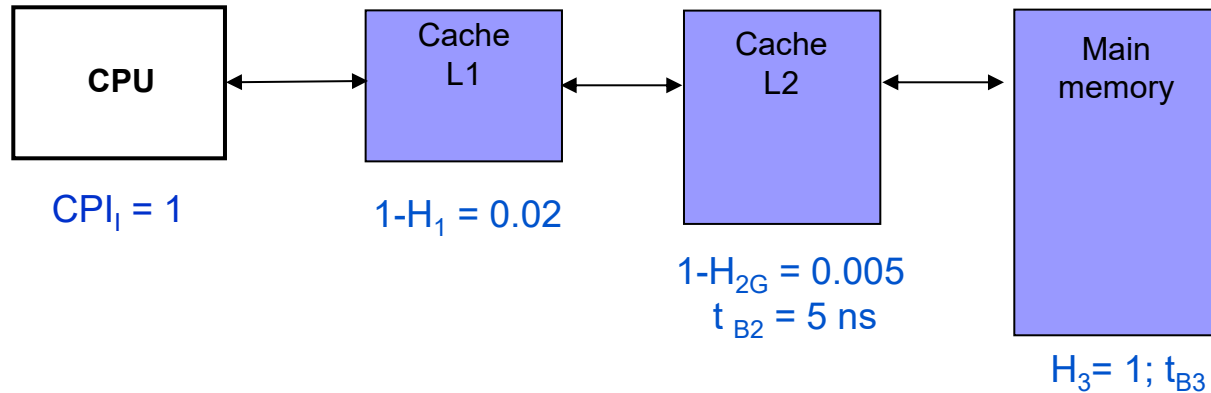 CPU
Cache
L1
Cache
L2
Main
memory
CPI_I = 1
1-H_1 = 0.02
1-H_2G = 0.005
t_B2 = 5 ns
H_3= 1; t_B3